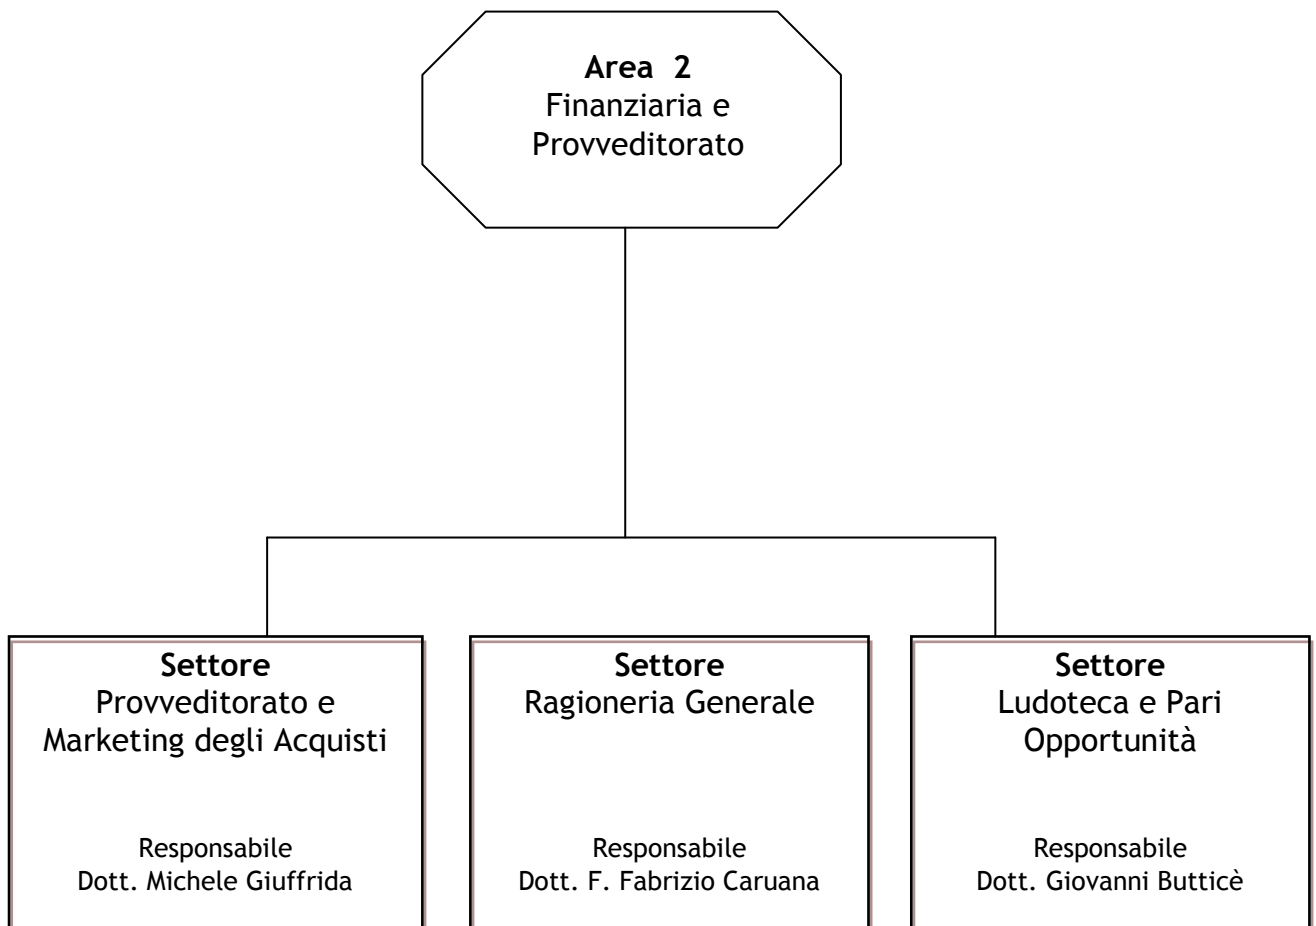 Area 2
Finanziaria e
Provveditorato
Settore
Provveditorato e
Marketing degli Acquisti
Responsabile
Dott. Michele Giuffrida
Settore
Ragioneria Generale
Responsabile
Dott. F. Fabrizio Caruana
Settore
Ludoteca e Pari
Opportunità
Responsabile
Dott. Giovanni Butticè